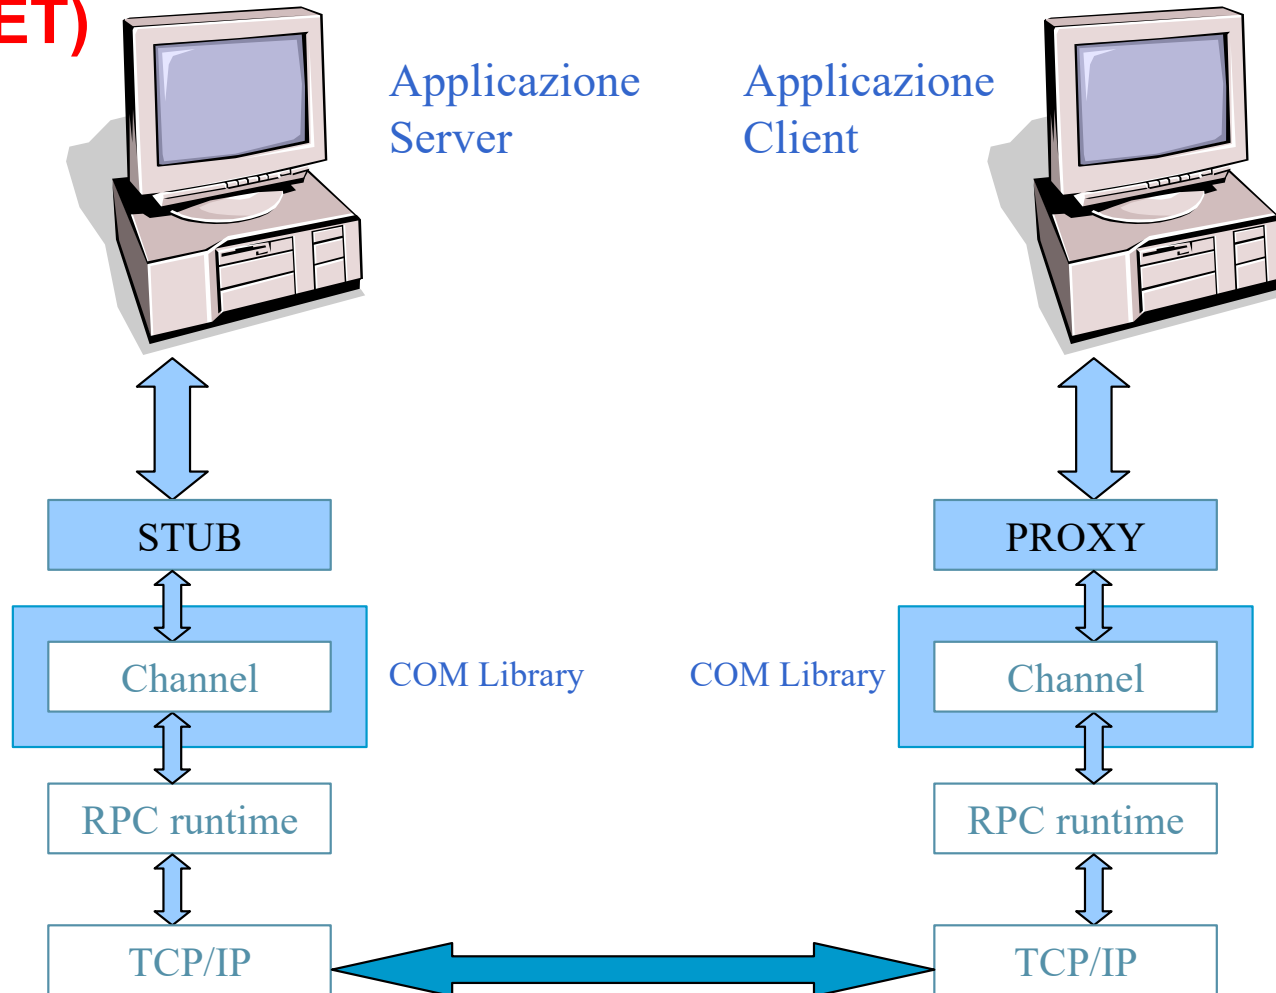 ET)
Applicazione
Server
Applicazione
Client
STUB
PROXY
Channel
COM Library
COM Library
Channel
RPC runtime
RPC runtime
TCP/IP
TCP/IP